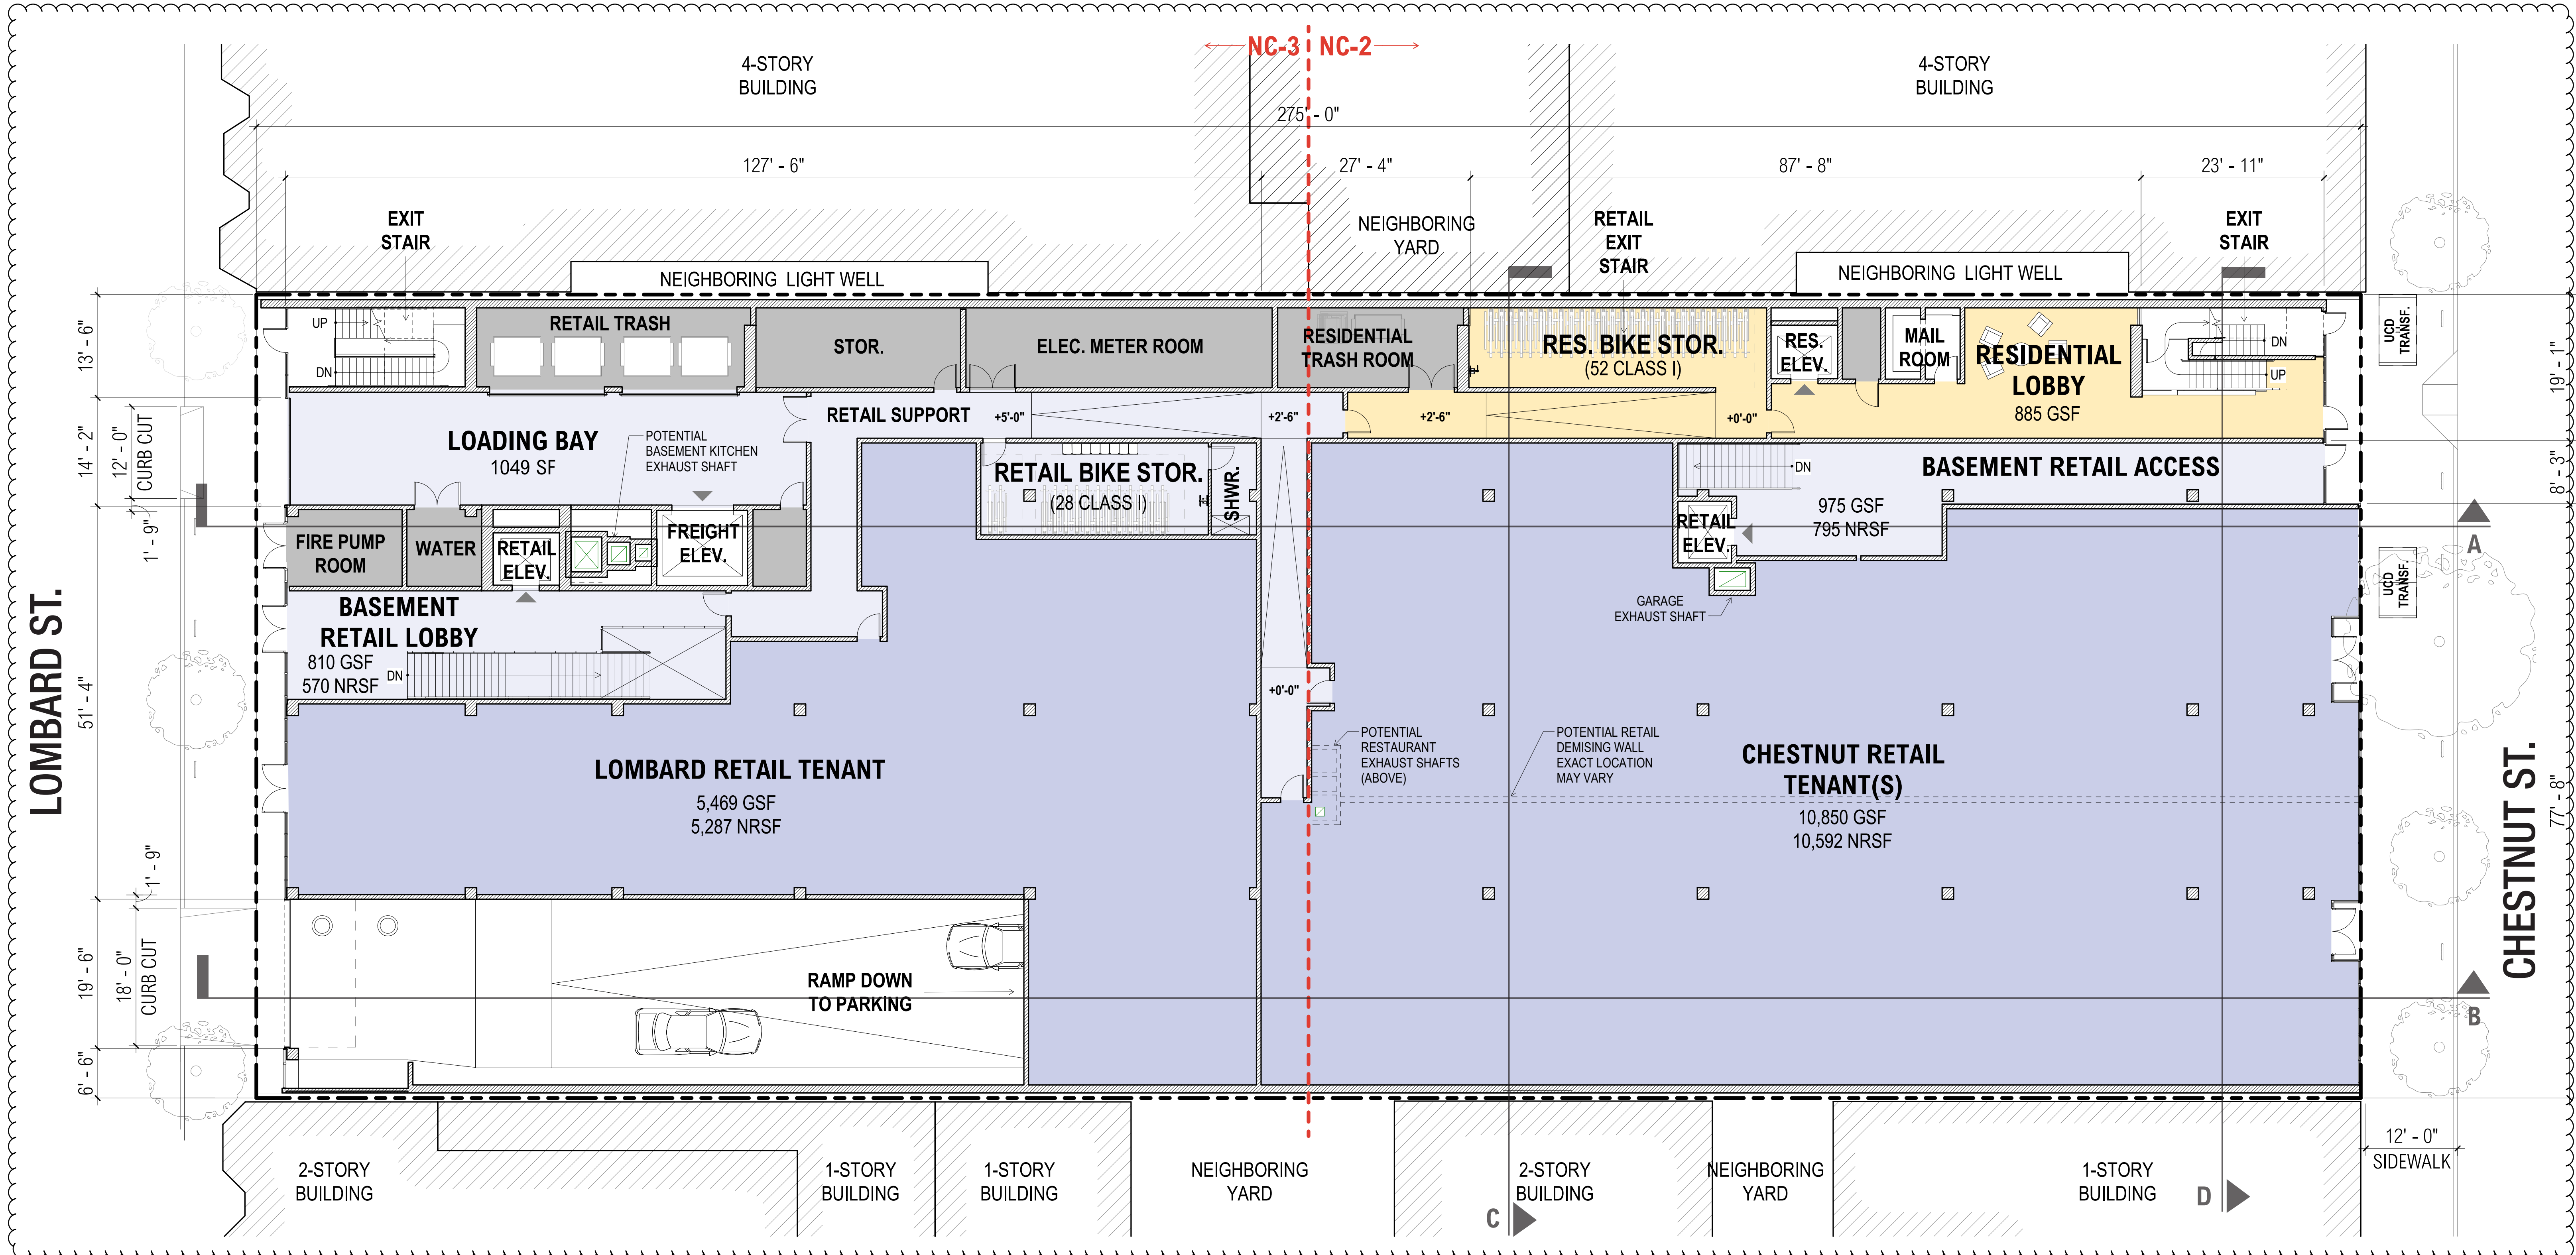 NC-3 NC-2
4-STORY
BUILDING
4-STORY
BUILDING
275' - 0"
127' - 6"
27' - 4"
87' - 8"
23' - 11"
EXIT
STAIR
NEIGHBORING
YARD
RETAIL
EXIT
STAIR
EXIT
STAIR
NEIGHBORING LIGHT WELL
NEIGHBORING LIGHT WELL
UP
DN
RETAIL TRASH
STOR.
ELEC. METER ROOM
RESIDENTIAL
TRASH ROOM
RES. BIKE STOR.
(52 CLASS I)
RES.
ELEV.
MAIL
ROOM
RESIDENTIAL
LOBBY
885 GSF
DN
UP
UCD
TRANSF.
13' - 6"
19' - 1"
14' - 2"
12' - 0"
CURB CUT
1' - 9"
LOADING BAY
1049 SF
RETAIL SUPPORT
+5'-0"
+2'-6"
+2'-6"
+0'-0"
POTENTIAL
BASEMENT KITCHEN
EXHAUST SHAFT
RETAIL BIKE STOR.
(28 CLASS I)
SHWR.
DN
BASEMENT RETAIL ACCESS
975 GSF
795 NRSF
8' - 3"
RETAIL
ELEV.
A
FIRE PUMP
ROOM
WATER
RETAIL
ELEV.
FREIGHT
ELEV.
UCD
TRANSF.
GARAGE
EXHAUST SHAFT
BASEMENT
RETAIL LOBBY
810 GSF
570 NRSF
DN
+0'-0"
LOMBARD ST.
51' - 4"
LOMBARD RETAIL TENANT
5,469 GSF
5,287 NRSF
POTENTIAL
RESTAURANT
EXHAUST SHAFTS
(ABOVE)
POTENTIAL RETAIL
DEMISING WALL
EXACT LOCATION
MAY VARY
CHESTNUT RETAIL
TENANT(S)
10,850 GSF
10,592 NRSF
CHESTNUT ST.
77' - 8"
1' - 9"
19' - 6"
18' - 0"
CURB CUT
6' - 6"
RAMP DOWN
TO PARKING
B
2-STORY
BUILDING
1-STORY
BUILDING
1-STORY
BUILDING
NEIGHBORING
YARD
2-STORY
BUILDING
NEIGHBORING
YARD
1-STORY
BUILDING
12' - 0"
SIDEWALK
C
D